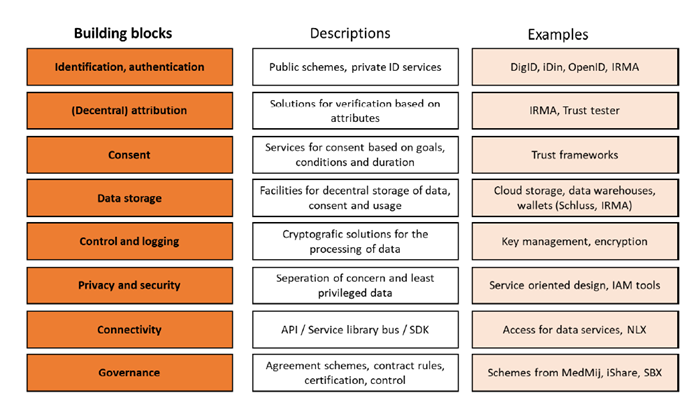 Building blocks
Descriptions
Examples
Identification, authentication
Public schemes, private ID services
DigID, iDin, OpenID, IRMA
(Decentral) attribution
Solutions for verification based on
attributes
IRMA, Trust tester
Consent
Services for consent based on goals,
conditions and duration
Trust frameworks
Data storage
Facilities for decentral storage of data,
consent and usage
Cloud storage, data warehouses,
wallets (Schluss, IRMA)
Control and logging
Cryptografic solutions for the
processing of data
Key management, encryption
Privacy and security
Seperation of concern and least
privileged data
Service oriented design, IAM tools
Connectivity
API / Service library bus / SDK
Access for data services, NLX
Governance
Agreement schemes, contract rules,
certification, control
Schemes from MedMij, iShare, SBX